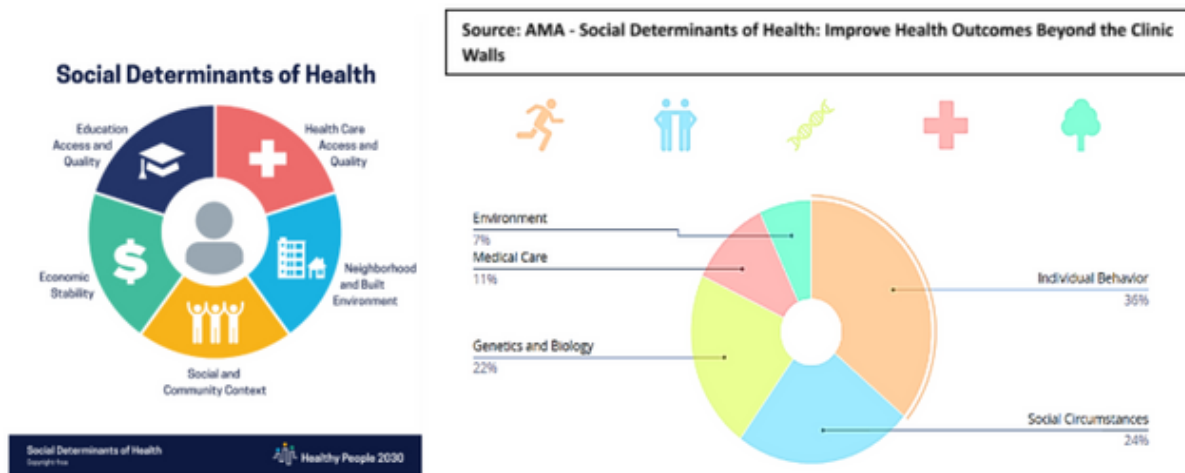 Social Determinants of Health
Education
Access and
Quality
Health Care
Access and
Quality
Economic
Stability
Neighborhood
and Built
Environment
Social and
Community Context
Social Determinants of Health
Copyright free
Healthy People 2030
Source: AMA - Social Determinants of Health: Improve Health Outcomes Beyond the Clinic
Walls
Environment
7%
Medical Care
11%
Genetics and Biology
22%
Individual Behavior
36%
Social Circumstances
24%